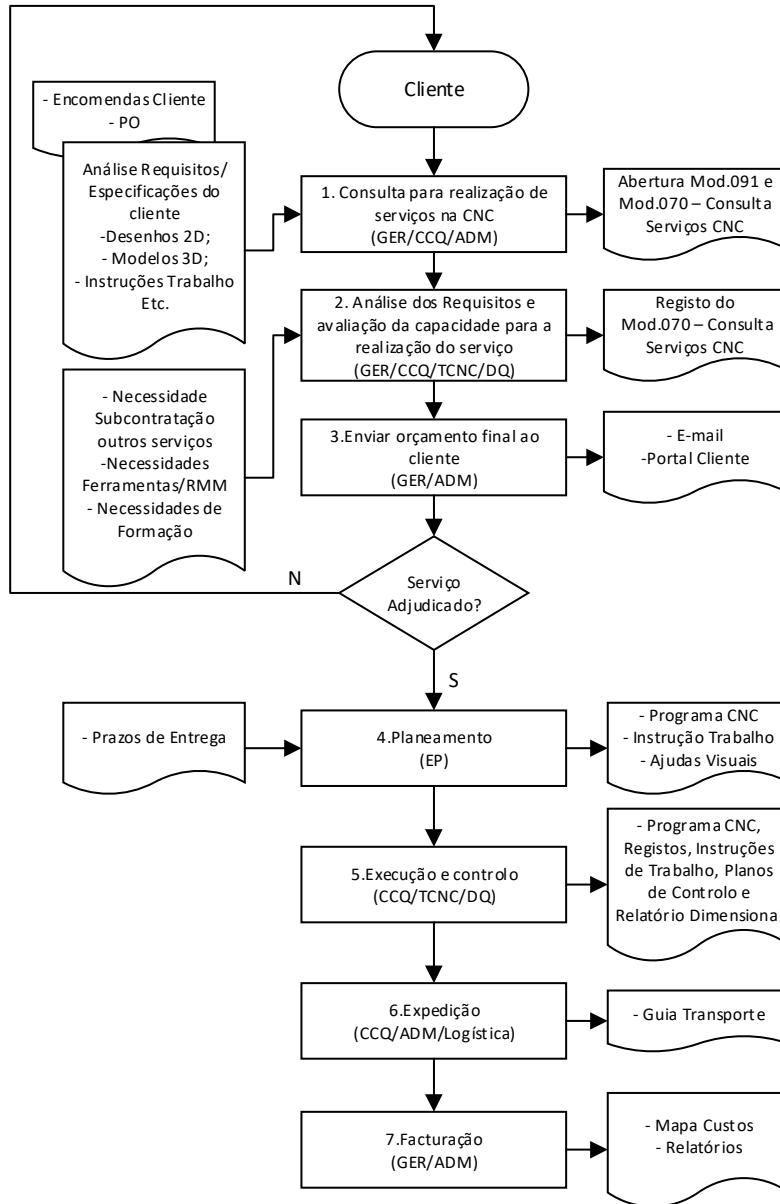 Cliente
- Encomendas Cliente
- PO
Análise Requisitos/
Especificações do
cliente
-Desenhos 2D;
- Modelos 3D;
- Instruções Trabalho
Etc.
1. Consulta para realização de
serviços na CNC
(GER/CCQ/ADM)
Abertura Mod.091 e
Mod.070 – Consulta
Serviços CNC
2. Análise dos Requisitos e
avaliação da capacidade para a
realização do serviço
(GER/CCQ/TCNC/DQ)
Registo do
Mod.070 – Consulta
Serviços CNC
- Necessidade
Subcontratação
outros serviços
-Necessidades
Ferramentas/RMM
- Necessidades de
Formação
3.Enviar orçamento final ao
cliente
(GER/ADM)
- E-mail
-Portal Cliente
Serviço
Adjudicado?
N
S
- Prazos de Entrega
4.Planeamento
(EP)
- Programa CNC
- Instrução Trabalho
- Ajudas Visuais
5.Execução e controlo
(CCQ/TCNC/DQ)
- Programa CNC,
Registos, Instruções
de Trabalho, Planos
de Controlo e
Relatório Dimensiona
6.Expedição
(CCQ/ADM/Logística)
- Guia Transporte
7.Facturação
(GER/ADM)
- Mapa Custos
- Relatórios